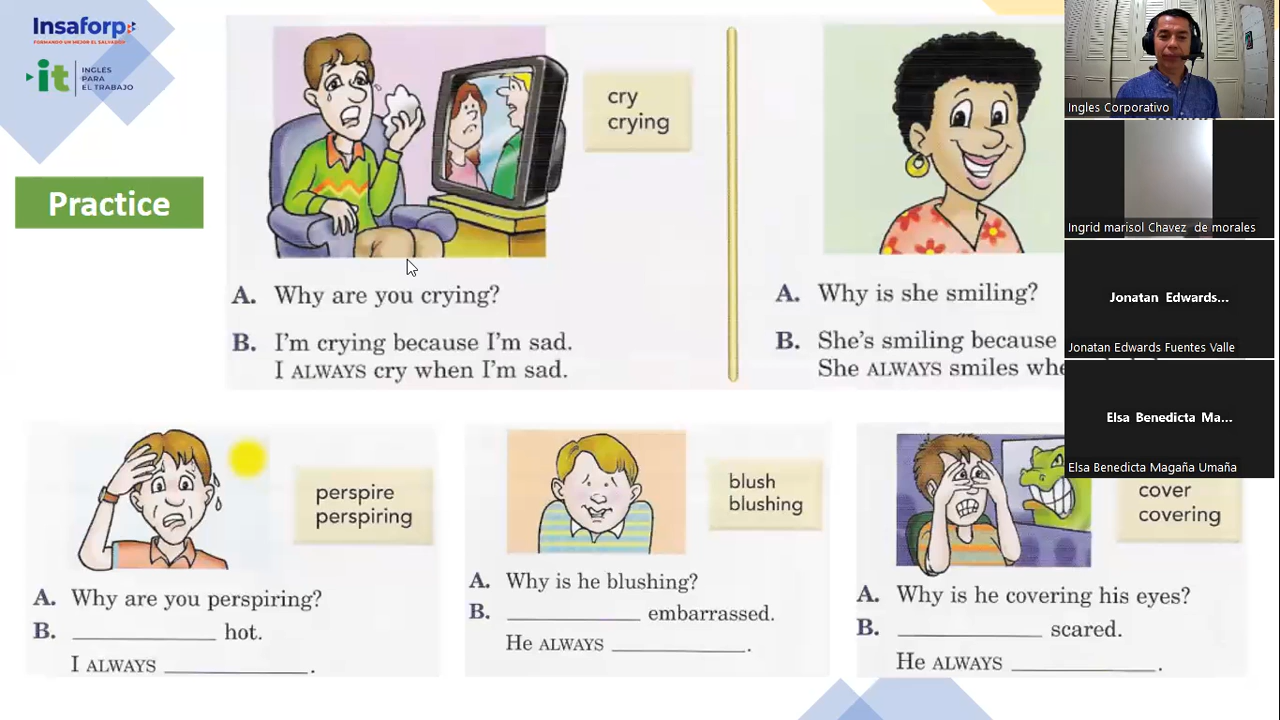 Insaforp
FORMANDO UN MEJOR EL SALVADOR
it
INGLES
PARA
EL TRABAJO
Practice
cry
crying
A. Why are you crying?
B. I'm crying because I'm sad.
I ALWAYS cry when I'm sad.
A. Why is she smiling?
B. She's smiling because
She ALWAYS smiles whe
perspire
perspiring
A. Why are you perspiring?
B. ____________ hot.
I ALWAYS ____________.
blush
blushing
A. Why is he blushing?
B. ____________ embarrassed.
He ALWAYS ____________.
cover
covering
A. Why is he covering his eyes?
B. ____________ scared.
He ALWAYS ____________.
Ingles Corporativo
Ingrid marisol Chavez de morales
Jonatan Edwards...
Jonatan Edwards Fuentes Valle
Elsa Benedicta Ma...
Elsa Benedicta Magaña Umaña